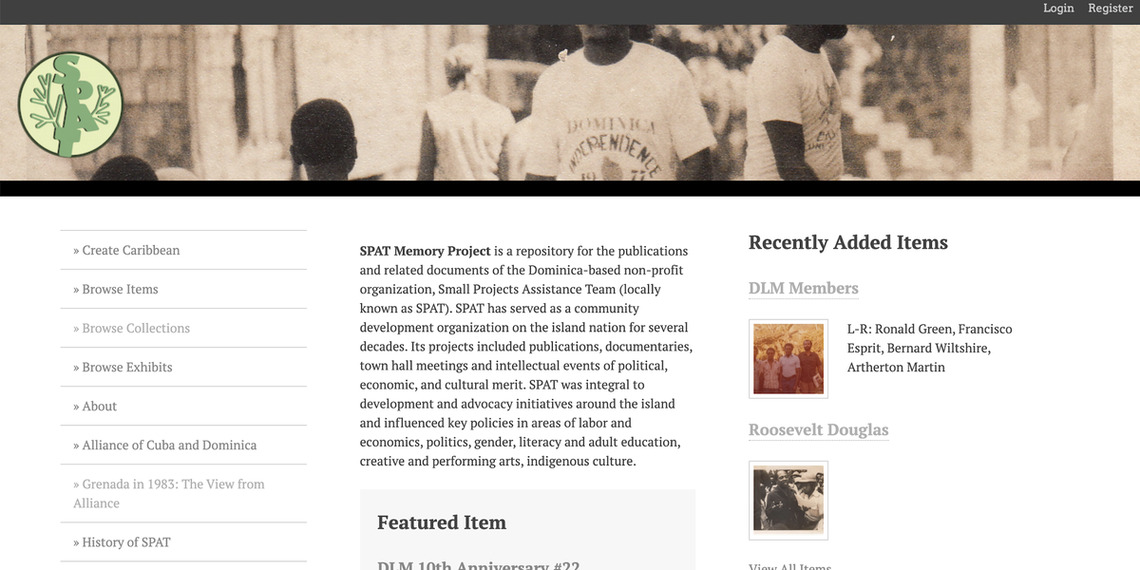 Login Register
SPAT
DOMINICA
INDEPENDENCE
19 77
» Create Caribbean
» Browse Items
» Browse Collections
» Browse Exhibits
» About
» Alliance of Cuba and Dominica
» Grenada in 1983: The View from
Alliance
» History of SPAT
SPAT Memory Project is a repository for the publications
and related documents of the Dominica-based non-profit
organization, Small Projects Assistance Team (locally
known as SPAT). SPAT has served as a community
development organization on the island nation for several
decades. Its projects included publications, documentaries,
town hall meetings and intellectual events of political,
economic, and cultural merit. SPAT was integral to
development and advocacy initiatives around the island
and influenced key policies in areas of labor and
economics, politics, gender, literacy and adult education,
creative and performing arts, indigenous culture.
Featured Item
DLM 10th Anniversary #22
Recently Added Items
DLM Members
L-R: Ronald Green, Francisco
Esprit, Bernard Wiltshire,
Artherton Martin
Roosevelt Douglas
View All Items